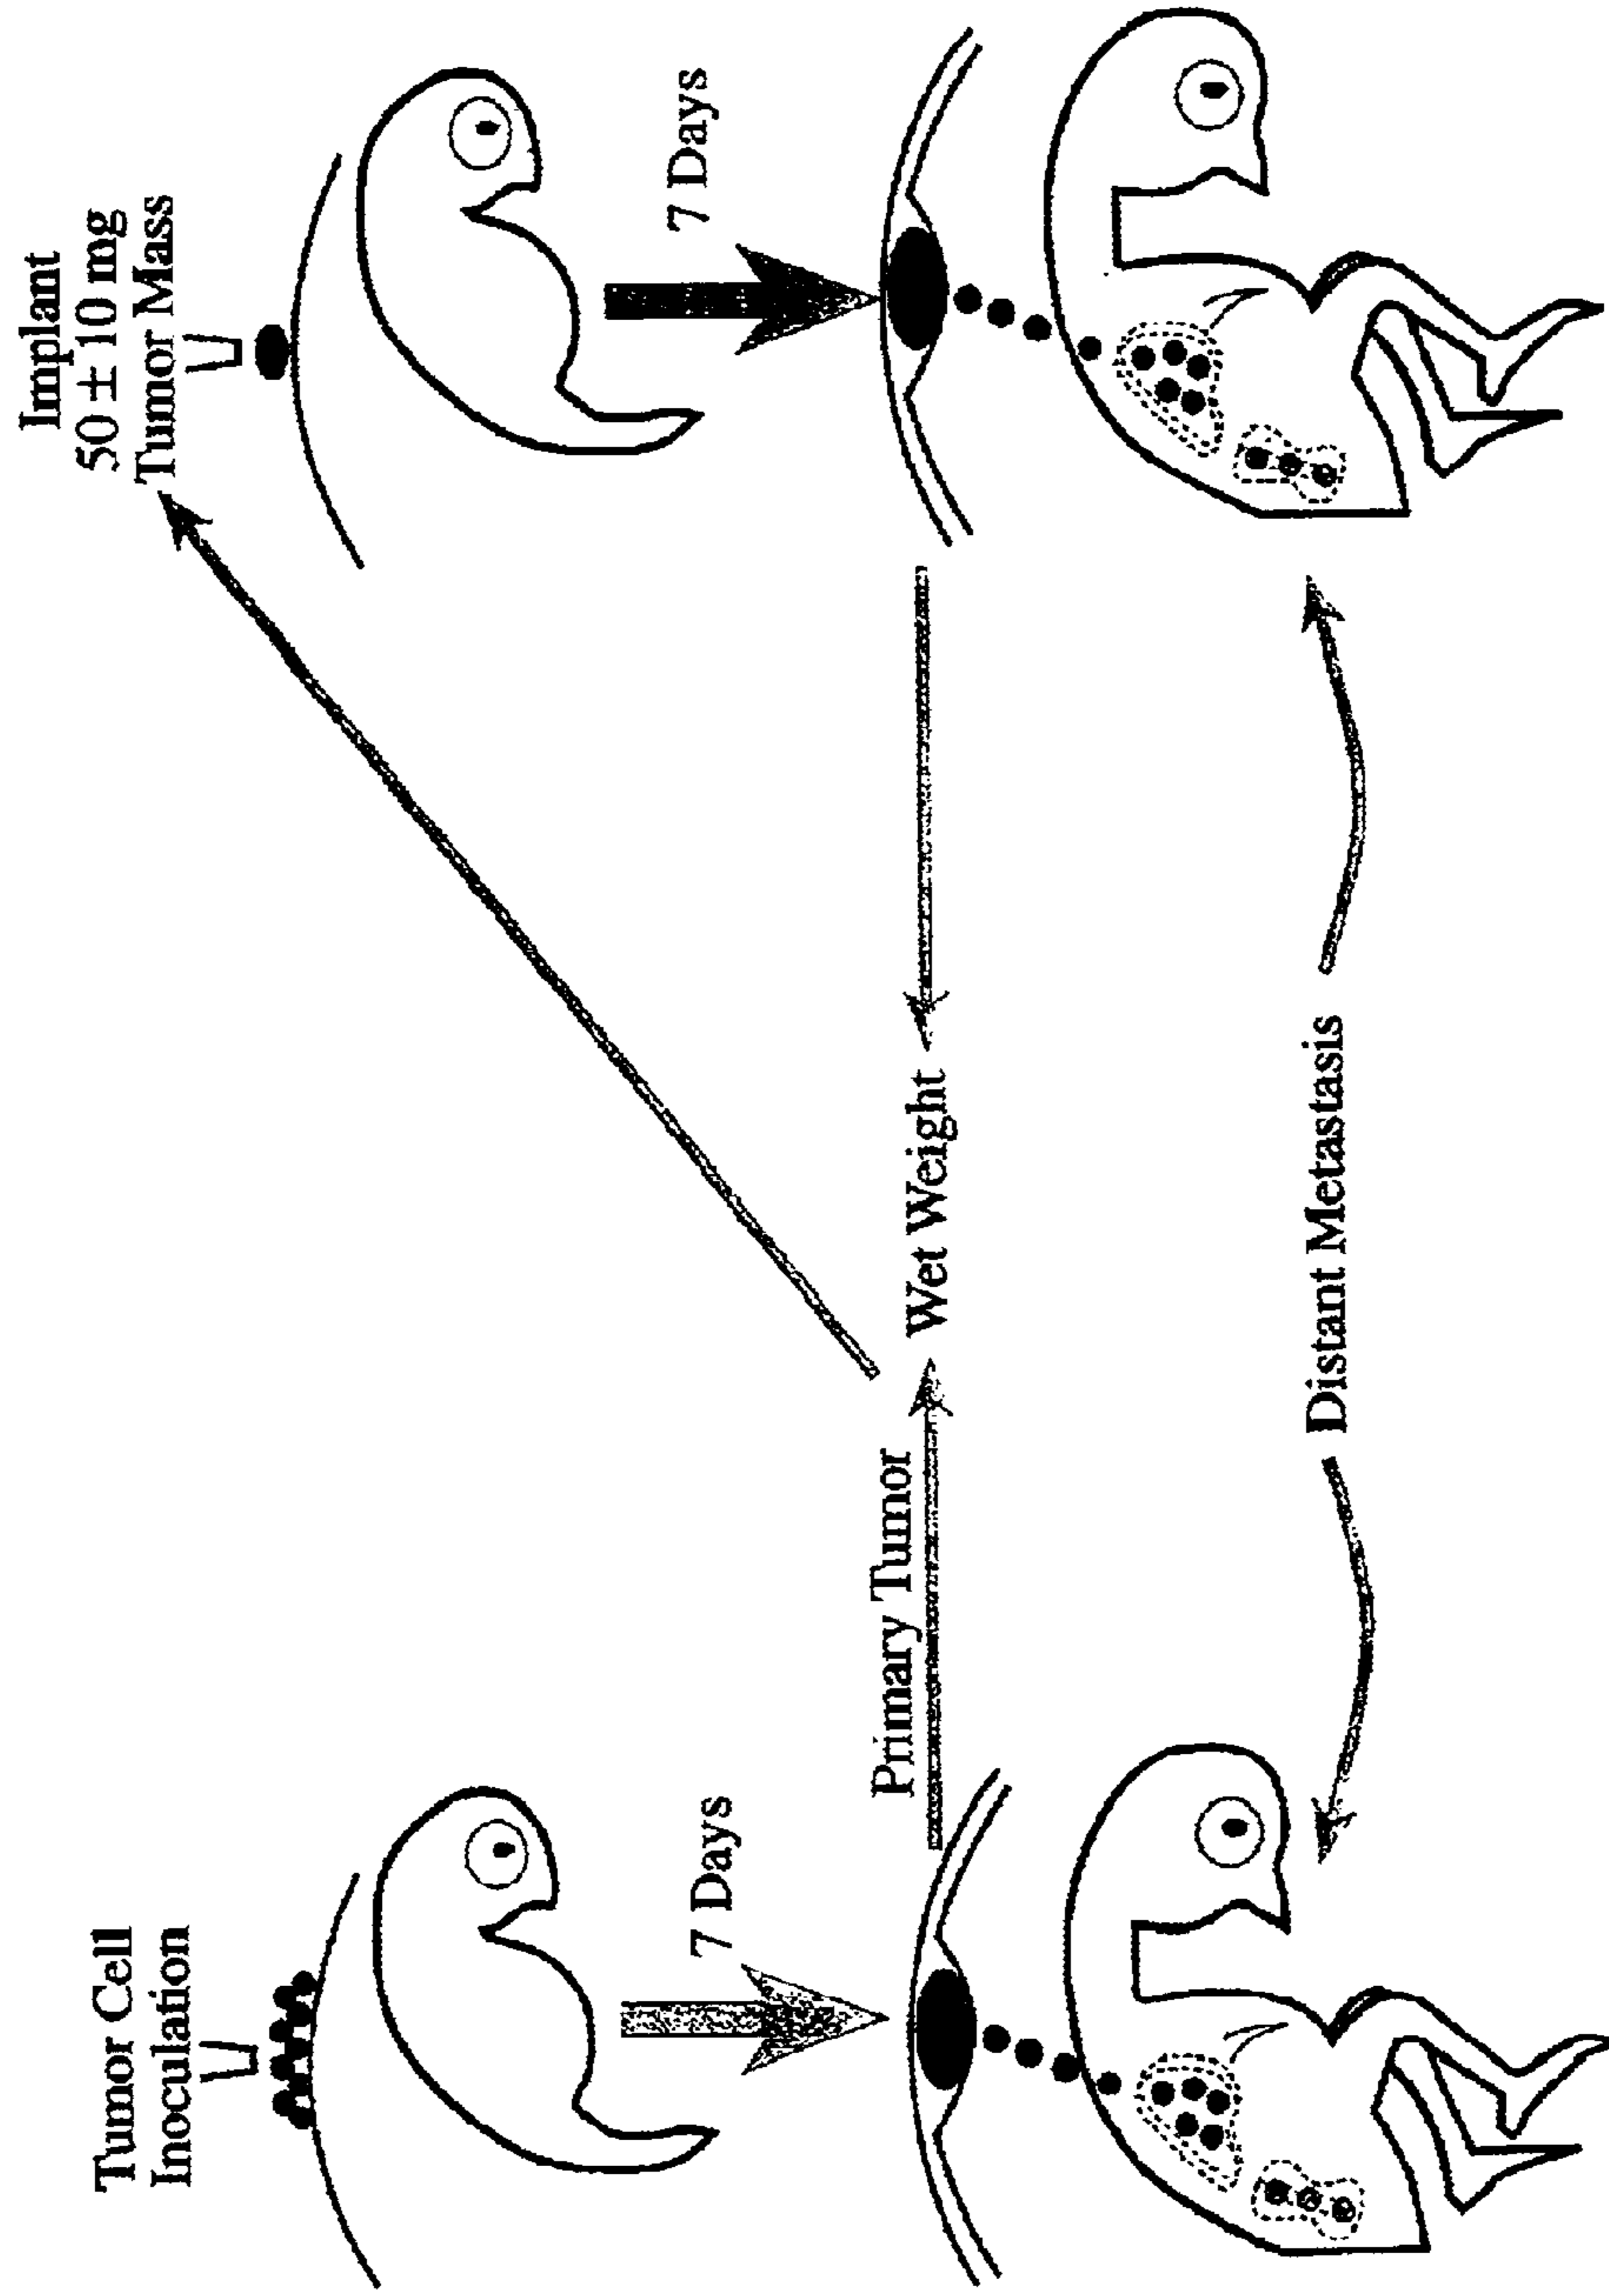 Tumor Cell
Inoculation
7 Days
Primary Tumor
Wet Weight
Distant Metastasis
Implant
50 ± 10 mg
Tumor Mass
7 Days